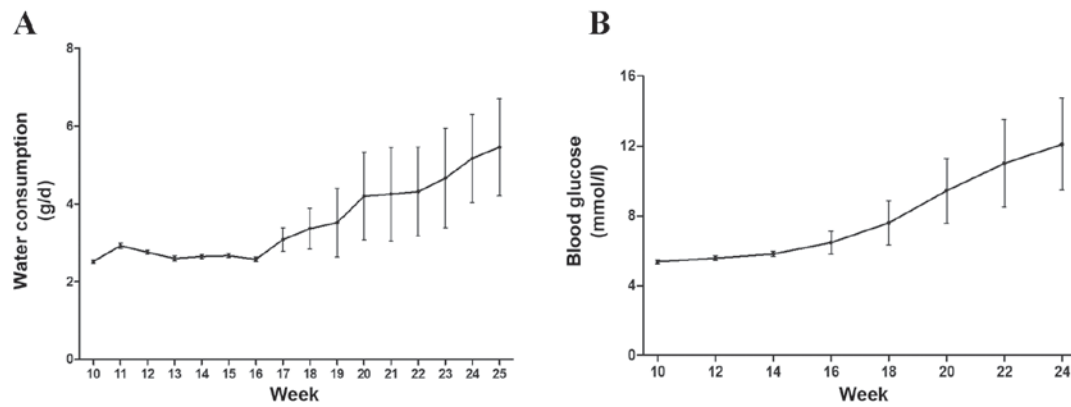 A
8
6
4
2
0
Water consumption
(g/d)
10 11 12 13 14 15 16 17 18 19 20 21 22 23 24 25
Week
B
16
12
8
4
0
Blood glucose
(mmol/l)
10 12 14 16 18 20 22 24
Week